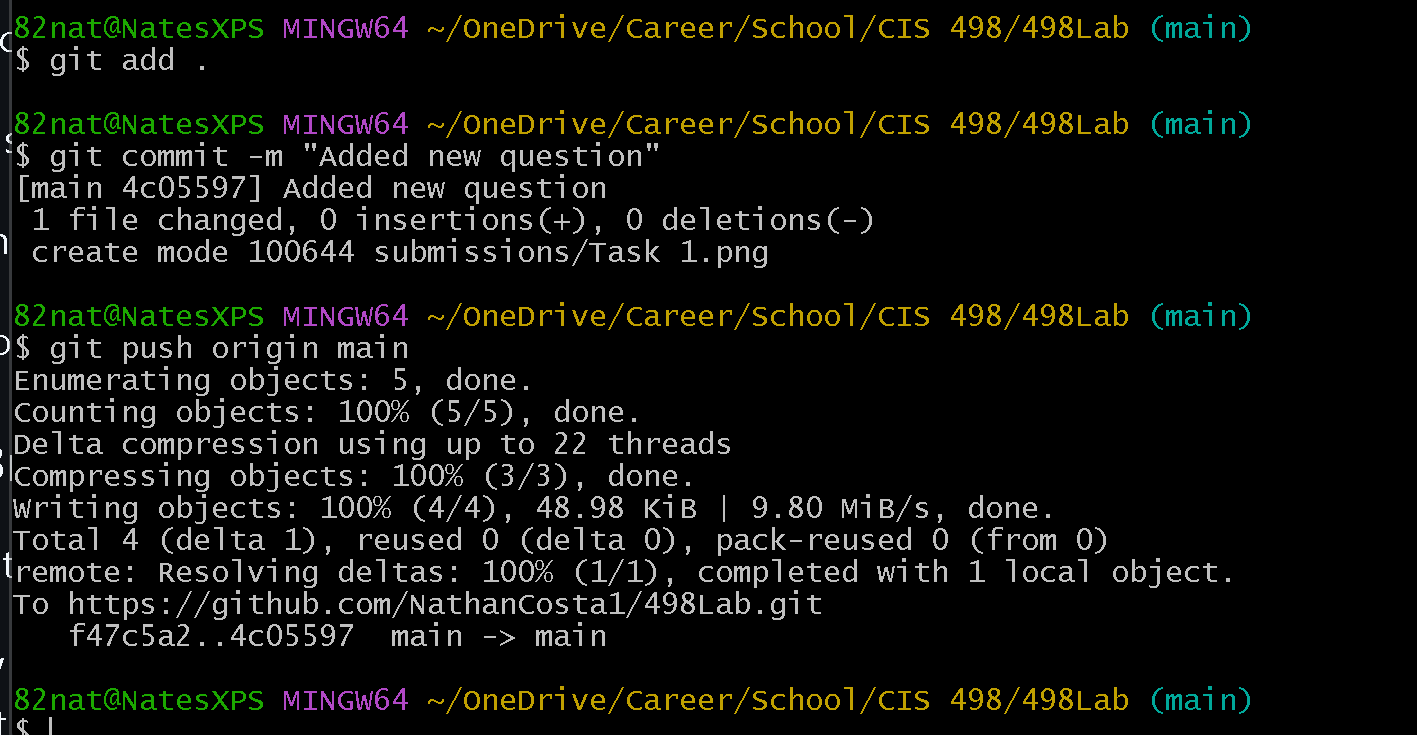 82nat@NatesXPS MINGW64 ~/OneDrive/Career/School/CIS 498/498Lab (main)
$ git add .
82nat@NatesXPS MINGW64 ~/OneDrive/Career/School/CIS 498/498Lab (main)
$ git commit -m "Added new question"
[main 4c05597] Added new question
 1 file changed, 0 insertions(+), 0 deletions(-)
 create mode 100644 submissions/Task 1.png
82nat@NatesXPS MINGW64 ~/OneDrive/Career/School/CIS 498/498Lab (main)
$ git push origin main
Enumerating objects: 5, done.
Counting objects: 100% (5/5), done.
Delta compression using up to 22 threads
Compressing objects: 100% (3/3), done.
Writing objects: 100% (4/4), 48.98 KiB | 9.80 MiB/s, done.
Total 4 (delta 1), reused 0 (delta 0), pack-reused 0 (from 0)
remote: Resolving deltas: 100% (1/1), completed with 1 local object.
To https://github.com/NathanCosta1/498Lab.git
   f47c5a2..4c05597  main -> main
82nat@NatesXPS MINGW64 ~/OneDrive/Career/School/CIS 498/498Lab (main)
$